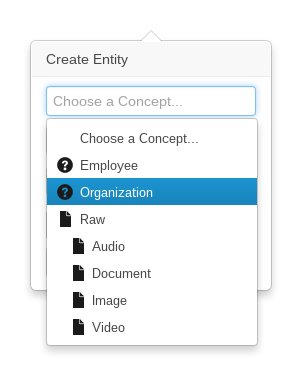 Create Entity
Choose a Concept...
Choose a Concept...
Employee
Organization
Raw
Audio
Document
Image
Video